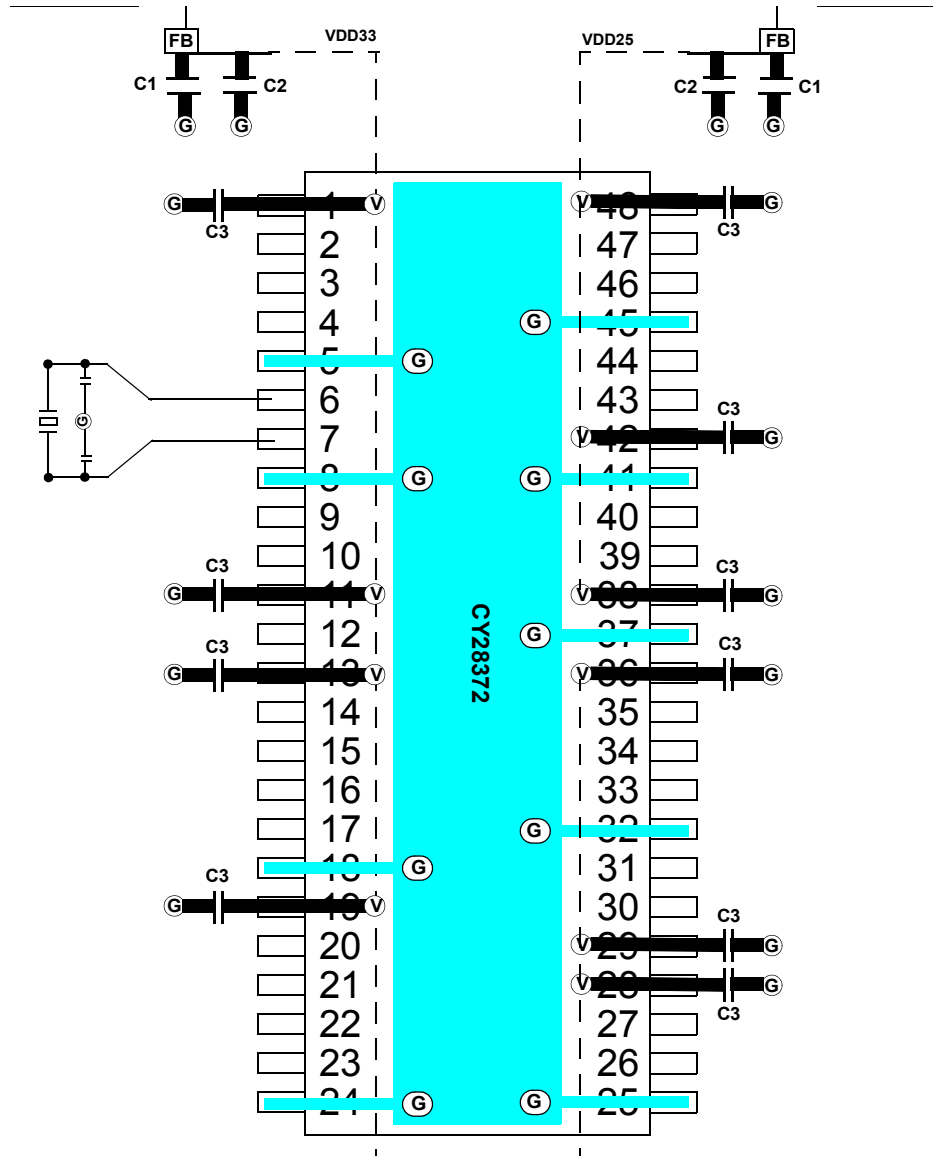 FB VDD33 VDD25 FB
C1 C2 C2 C1
G G G G
G C3 1 V V 48 C3 G
2 47
3 46
4 G 45
5 G 44
6 43
G 7 V 42 C3 G
8 G G 41
9 40
10 39
G C3 11 V V 38 C3 G
12 G 37
G C3 13 V V 36 C3 G
14 35
15 34
16 33
17 G 32
18 G 31
G C3 19 V 30
20 V 29 C3 G
21 V 28 C3 G
22 27
23 26
24 G G 25
CY28372